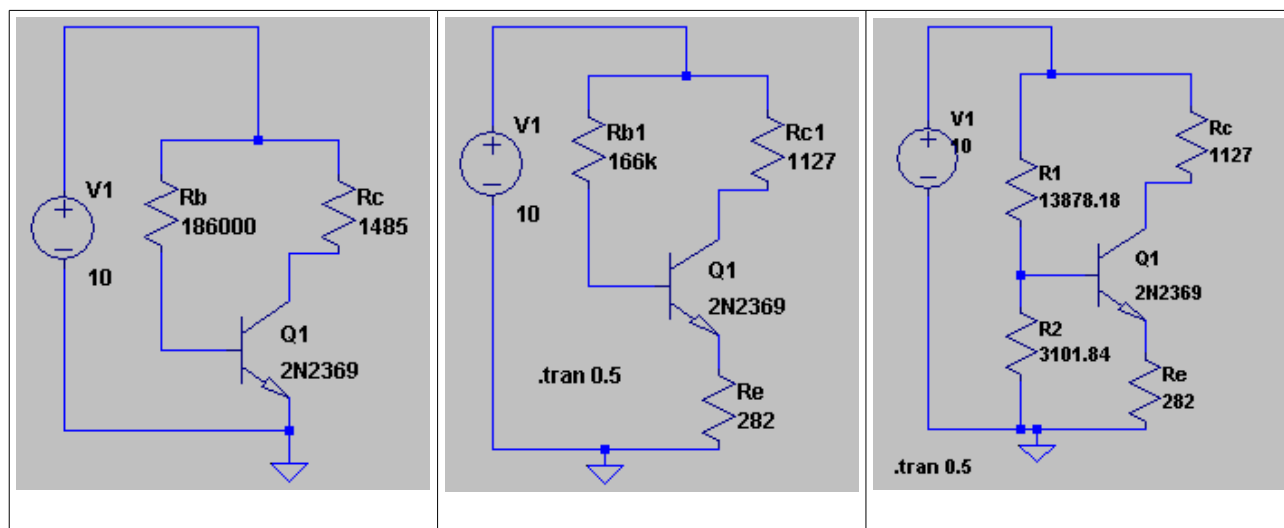 V1
10
Rb
186000
Rc
1485
Q1
2N2369
V1
10
Rb1
166k
Rc1
1127
Q1
2N2369
.tran 0.5
Re
282
V1
10
R1
13878.18
Rc
1127
Q1
2N2369
R2
3101.84
Re
282
.tran 0.5